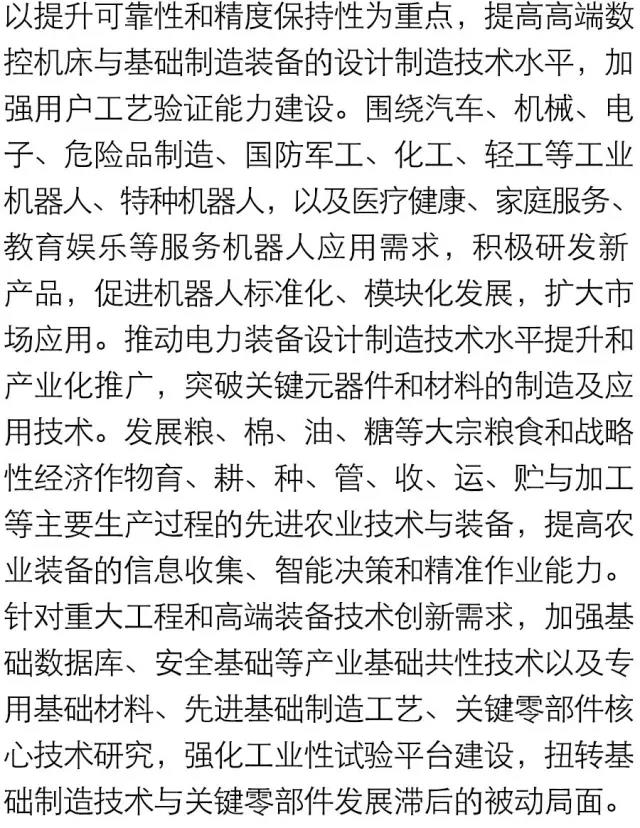 以提升可靠性和精度保持性为重点，提高高端数
控机床与基础制造装备的设计制造技术水平，加
强用户工艺验证能力建设。围绕汽车、机械、电
子、危险品制造、国防军工、化工、轻工等工业
机器人、特种机器人，以及医疗健康、家庭服务、
教育娱乐等服务机器人应用需求，积极研发新
产品，促进机器人标准化、模块化发展，扩大市
场应用。推动电力装备设计制造技术水平提升和
产业化推广，突破关键元器件和材料的制造及应
用技术。发展粮、棉、油、糖等大宗粮食和战略
性经济作物育、耕、种、管、收、运、贮与加工
等主要生产过程的先进农业技术与装备，提高农
业装备的信息收集、智能决策和精准作业能力。
针对重大工程和高端装备技术创新需求，加强基
础数据库、安全基础等产业基础共性技术以及专
用基础材料、先进基础制造工艺、关键零部件核
心技术研究，强化工业性试验平台建设，扭转基
础制造技术与关键零部件发展滞后的被动局面。